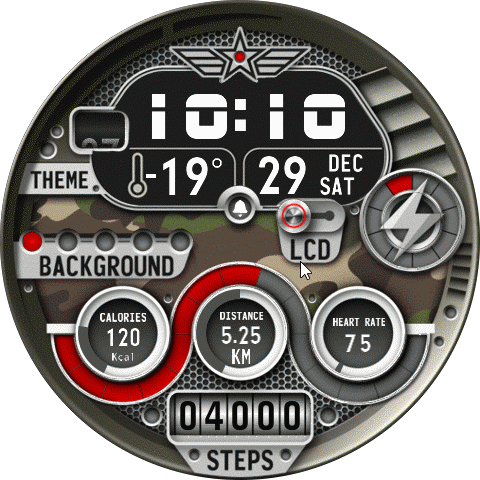 10:10
-19°
29
DEC
SAT
THEME
LCD
BACKGROUND
CALORIES
120
Kcal
DISTANCE
5.25
KM
HEART RATE
75
04000
STEPS